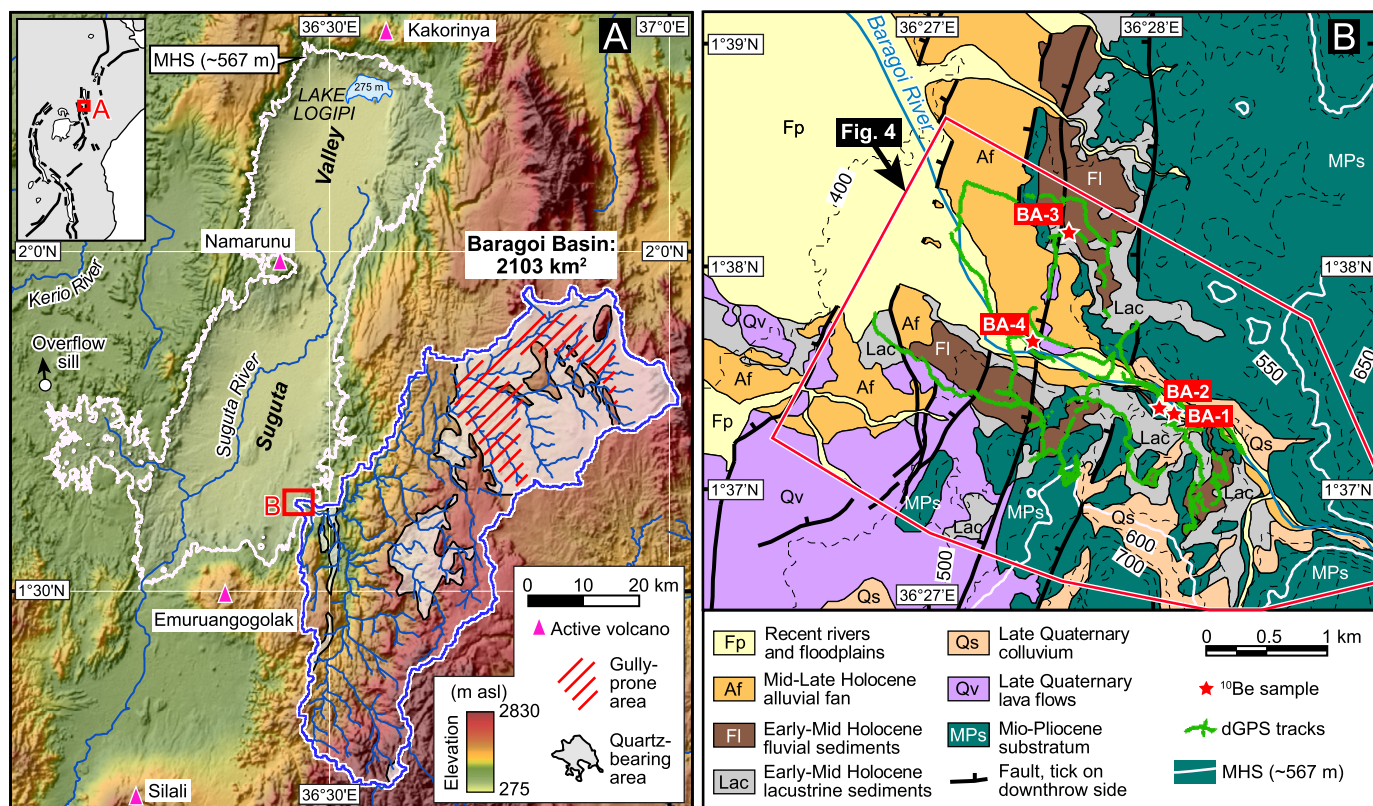 36°30'E
37°0'E
Kakorinya
A
MHS (~567 m)
A
275 m
LAKE
LOGIPI
Valley
2°0'N
Namarunu
2°0'N
Kerio River
Baragoi Basin:
2103 km²
Overflow
sill
Suguta River
Suguta
B
1°30'N
Emuruangogolak
0 10 20 km
Active volcano
Gully-
prone
area
Quartz-
bearing
area
(m asl)
Elevation
2830
275
Silali
36°30'E
1°39'N
36°27'E
36°28'E
B
Baragoi River
Fp
Fig. 4
Af
Fl
MPs
400
BA-3
1°38'N
1°38'N
Lac
Qv
Af
BA-4
Lac
Fl
550
650
Af
Af
BA-2
BA-1
Fp
Lac
Qs
1°37'N
1°37'N
Qv
MPs
Lac
Lac
MPs
Qs
600
700
500
MPs
36°27'E
Qs
Fp Recent rivers
and floodplains
Af Mid-Late Holocene
alluvial fan
Fl Early-Mid Holocene
fluvial sediments
Lac Early-Mid Holocene
lacustrine sediments
Qs Late Quaternary
colluvium
Qv Late Quaternary
lava flows
MPs Mio-Pliocene
substratum
Fault, tick on
downthrow side
0 0.5 1 km
¹⁰Be sample
dGPS tracks
MHS (~567 m)